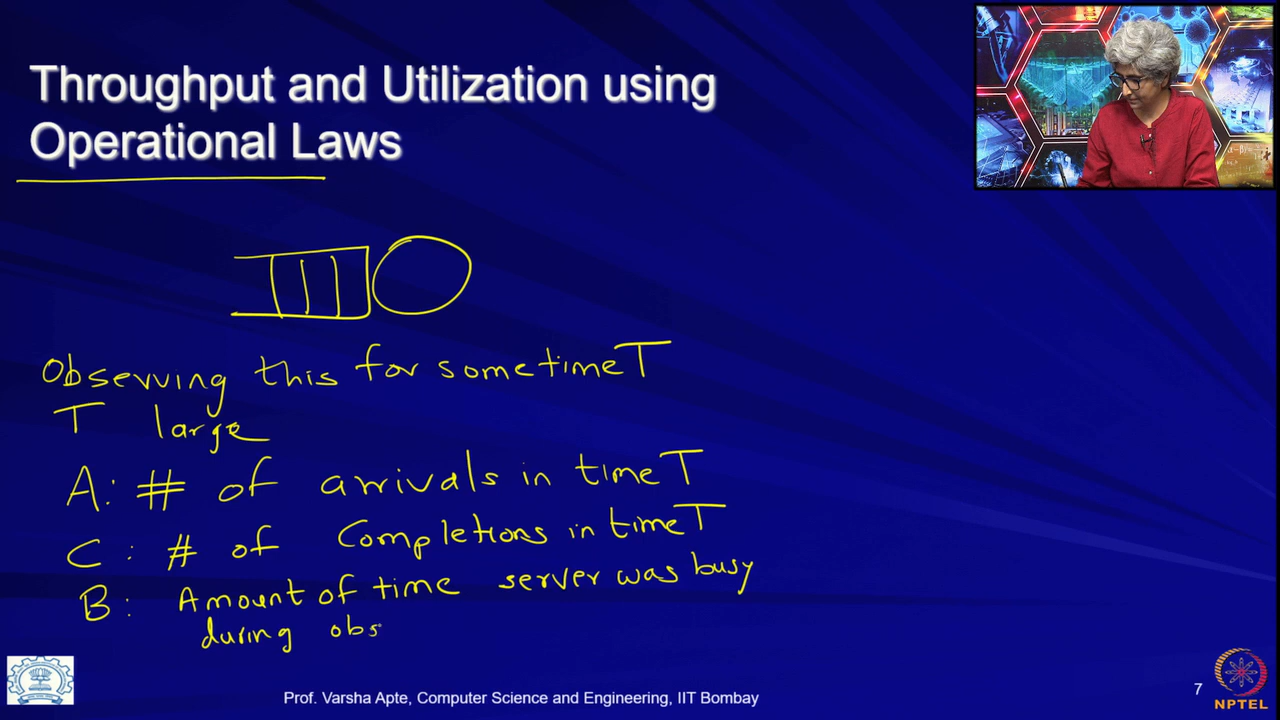 Throughput and Utilization using
Operational Laws
Observing this for sometime T
T large
A: # of arrivals in time T
C: # of Completions in time T
B: Amount of time server was busy
during obs
Prof. Varsha Apte, Computer Science and Engineering, IIT Bombay
7
NPTEL